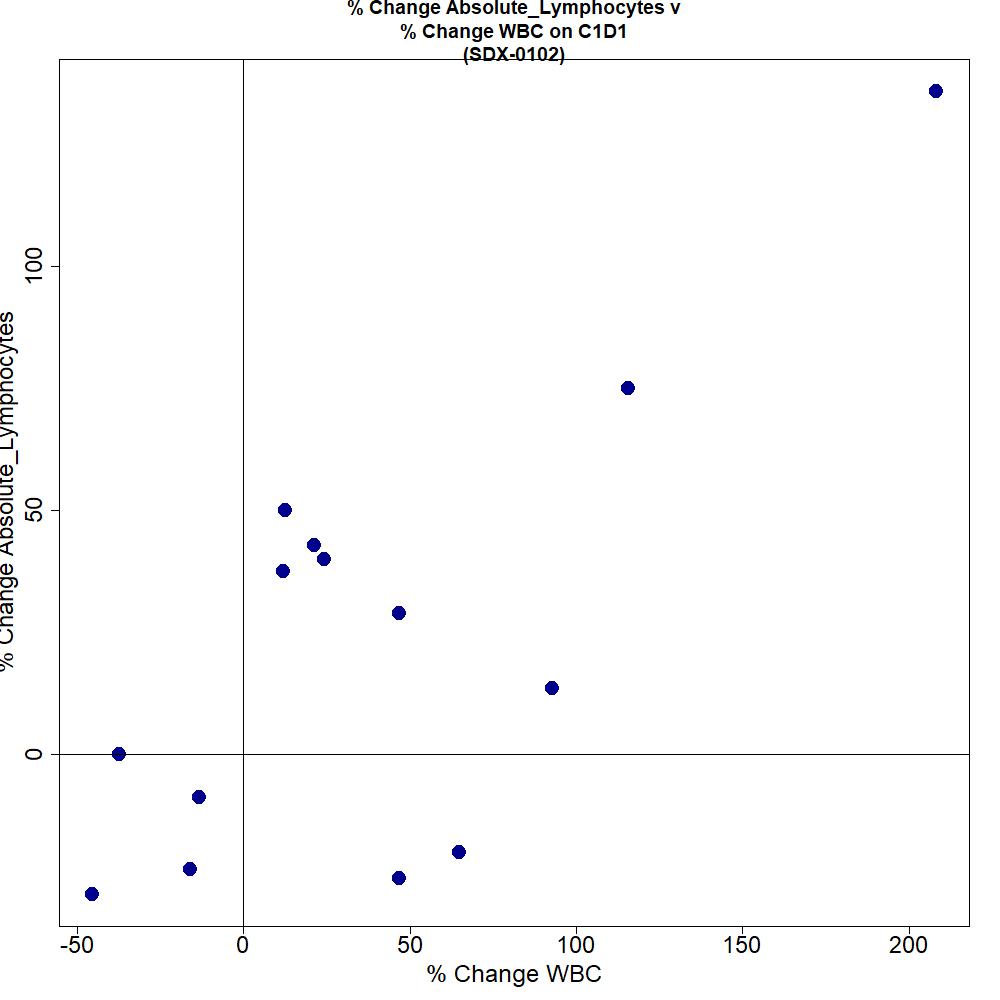 % Change Absolute_Lymphocytes v
% Change WBC on C1D1
(SDX-0102)
% Change Absolute_Lymphocytes
100
50
0
-50 0 50 100 150 200
% Change WBC